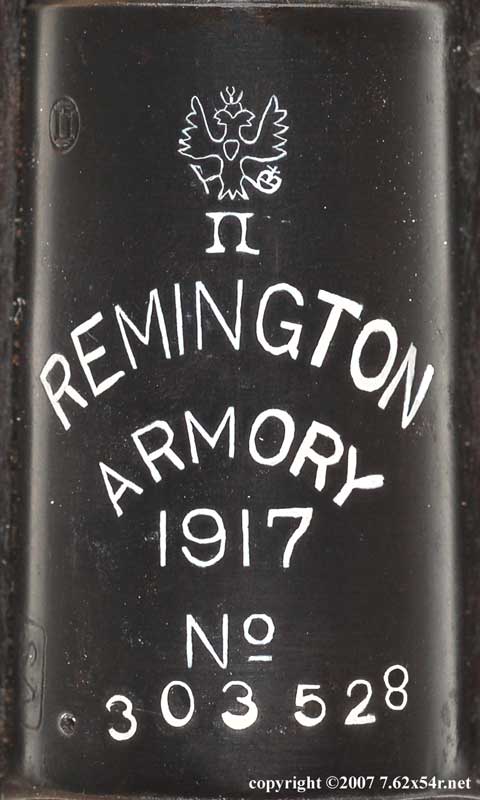 П
REMINGTON
ARMORY
1917
Nº
303528
copyright ©2007 7.62x54r.net